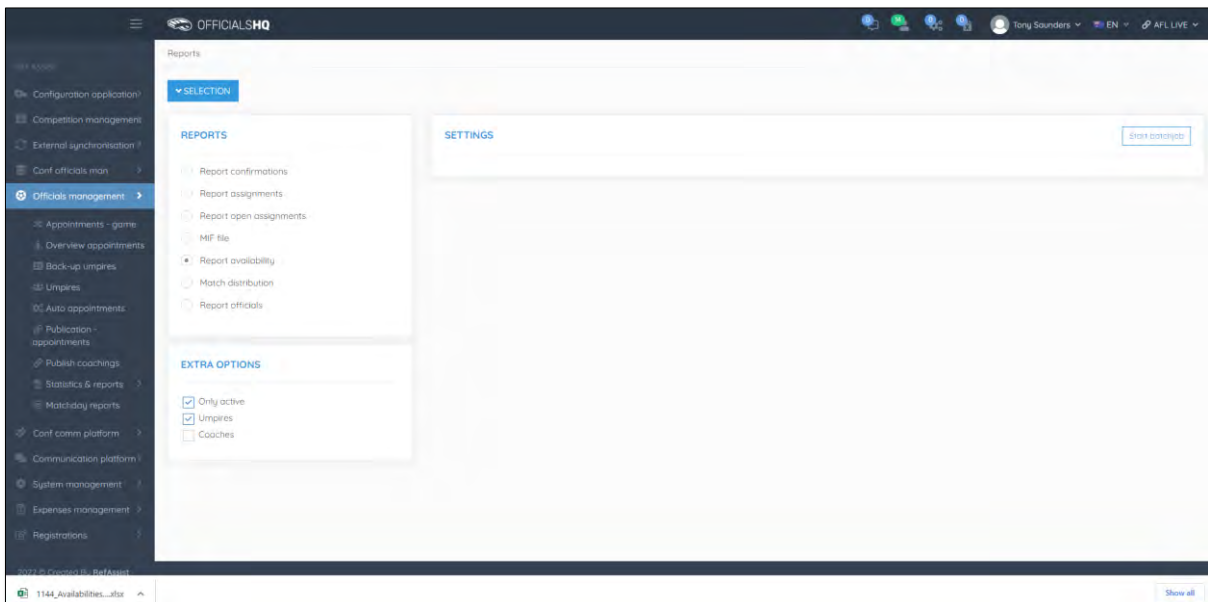 OFFICIALSHQ
Tony Saunders
EN
AFL LIVE
Reports
REF ASSIST
Configuration application
Competition management
External synchronisation
Conf officials man
Officials management
Appointments - game
Overview appointments
Back-up umpires
Umpires
Auto appointments
Publication -
appointments
Publish coachings
Statistics & reports
Matchday reports
Conf comm platform
Communication platform
System management
Expenses management
Registrations
2022 © Created By RefAssist
SELECTION
REPORTS
Report confirmations
Report assignments
Report open assignments
MIF file
Report availability
Match distribution
Report officials
EXTRA OPTIONS
Only active
Umpires
Coaches
SETTINGS
Start batchjob
1144_Availabilities....xlsx
Show all